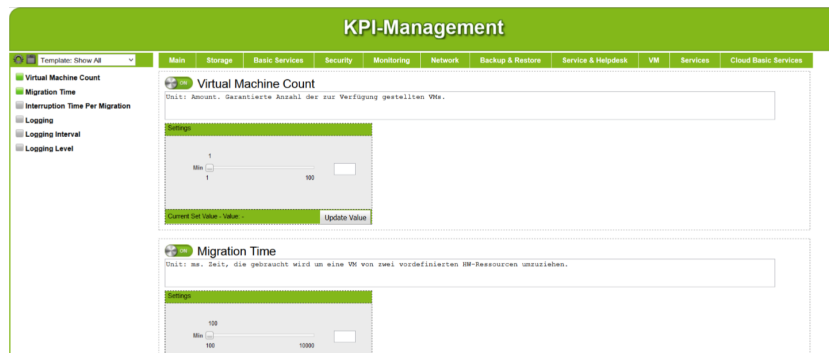 KPI-Management
Template: Show All
Main Storage Basic Services Security Monitoring Network Backup & Restore Service & Helpdesk VM Services Cloud Basic Services
Virtual Machine Count
Migration Time
Interruption Time Per Migration
Logging
Logging Interval
Logging Level
ON Virtual Machine Count
Unit: Amount. Garantierte Anzahl der zur Verfügung gestellten VMs.
Settings
1
Min
1 100
Current Set Value - Value: -
Update Value
ON Migration Time
Unit: ms. Zeit, die gebraucht wird um eine VM von zwei vordefinierten HW-Ressourcen umzuziehen.
Settings
100
Min
100 10000